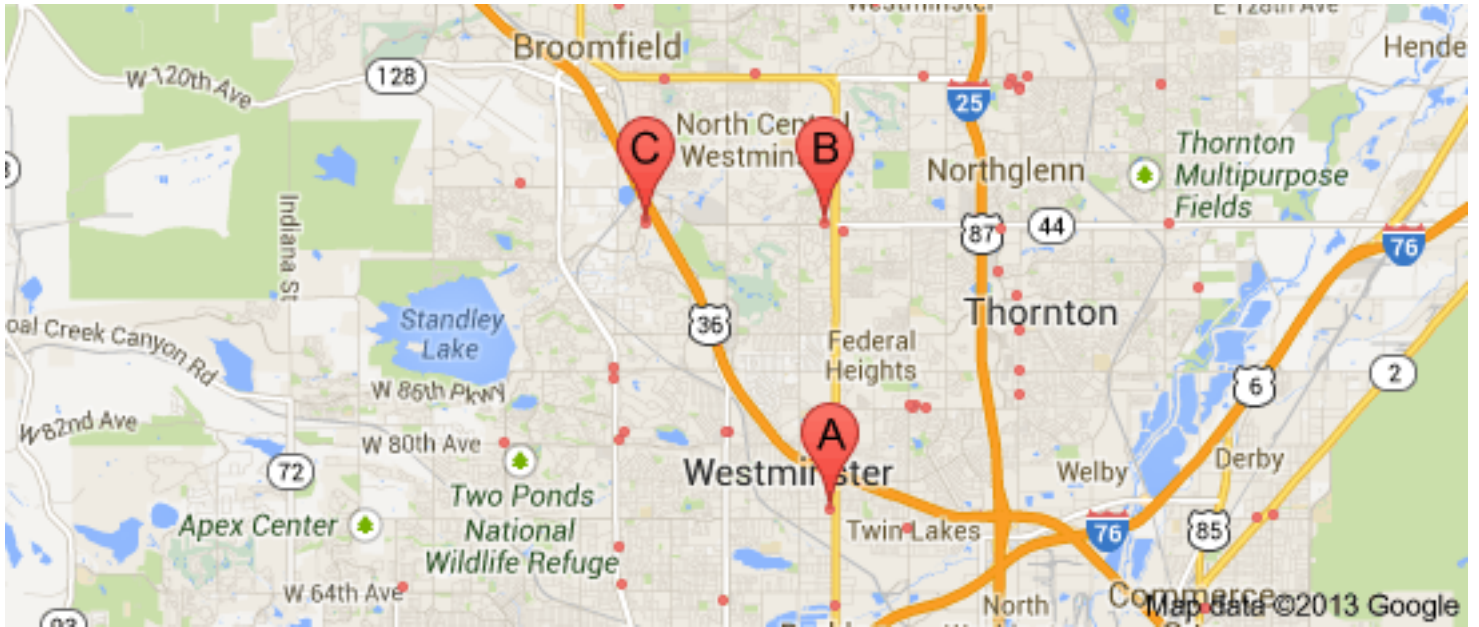 Westminster
E 128th Ave
Broomfield
Hende
W 120th Ave
128
25
North Central
Westmin
C
B
Thornton
Multipurpose
Fields
Northglenn
Indiana St
87
44
76
oal Creek Canyon Rd
Standley
Lake
36
Thornton
Federal
Heights
2
6
W 86th Pkwy
W 82nd Ave
W 80th Ave
A
72
Westminster
Welby
Derby
Two Ponds
National
Wildlife Refuge
Apex Center
Twin Lakes
76
85
W 64th Ave
93
North
Commerce
Map data ©2013 Google